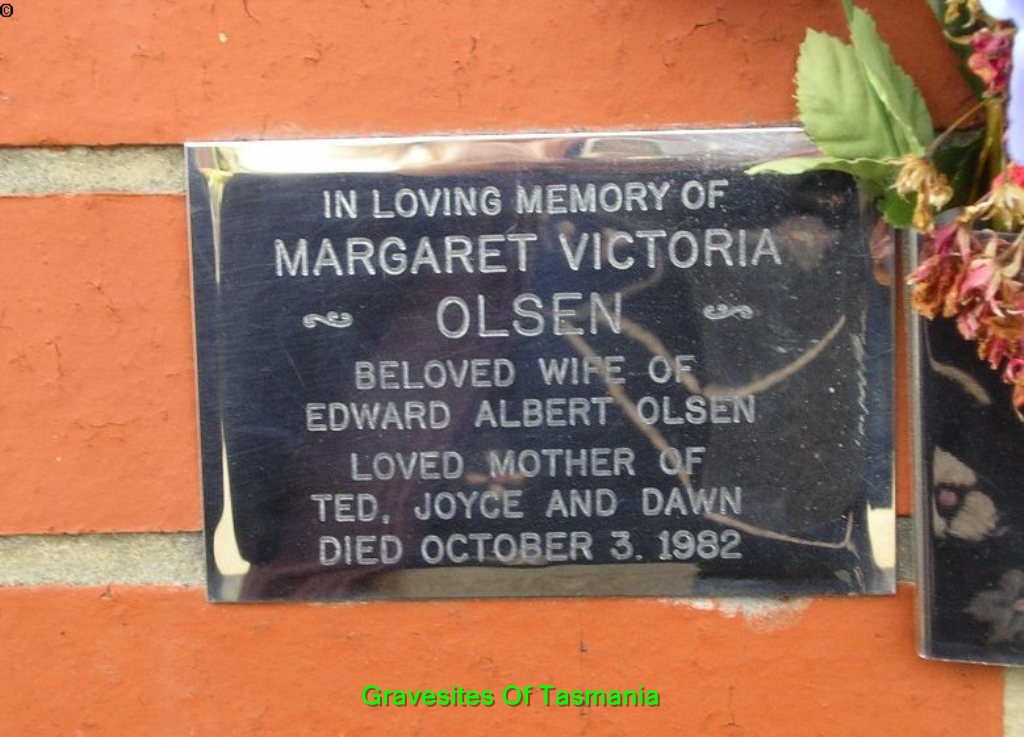 ©
IN LOVING MEMORY OF
MARGARET VICTORIA
OLSEN
BELOVED WIFE OF
EDWARD ALBERT OLSEN
LOVED MOTHER OF
TED, JOYCE AND DAWN
DIED OCTOBER 3. 1982
Gravesites Of Tasmania